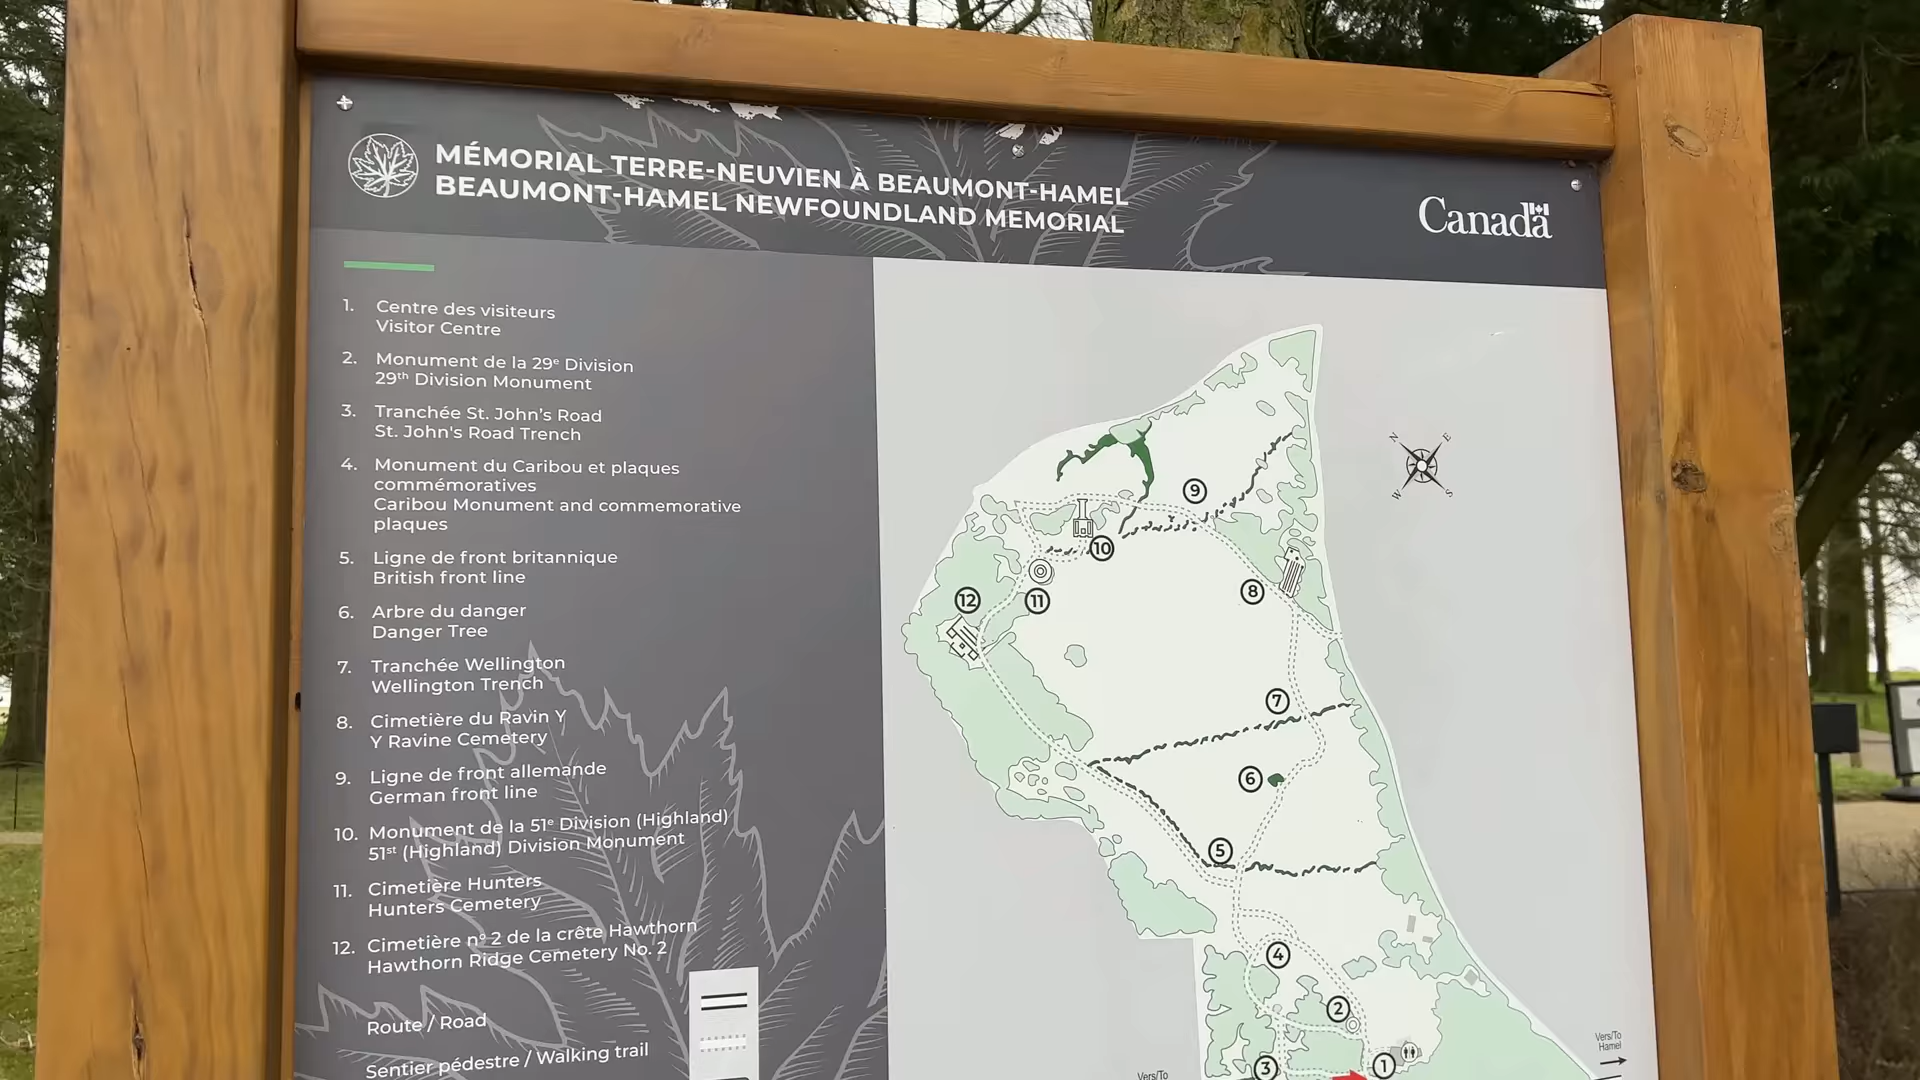 MÉMORIAL TERRE-NEUVIEN À BEAUMONT-HAMEL
BEAUMONT-HAMEL NEWFOUNDLAND MEMORIAL
Canada
1. Centre des visiteurs
Visitor Centre
2. Monument de la 29e Division
29th Division Monument
3. Tranchée St. John's Road
St. John's Road Trench
4. Monument du Caribou et plaques
commémoratives
Caribou Monument and commemorative
plaques
5. Ligne de front britannique
British front line
6. Arbre du danger
Danger Tree
7. Tranchée Wellington
Wellington Trench
8. Cimetière du Ravin Y
Y Ravine Cemetery
9. Ligne de front allemande
German front line
10. Monument de la 51e Division (Highland)
51st (Highland) Division Monument
11. Cimetière Hunters
Hunters Cemetery
12. Cimetière no 2 de la crête Hawthorn
Hawthorn Ridge Cemetery No. 2
Route / Road
Sentier pédestre / Walking trail
N
E
W
S
9
10
8
12
11
7
6
5
4
2
3
1
Vers/To
Hamel
Vers/To